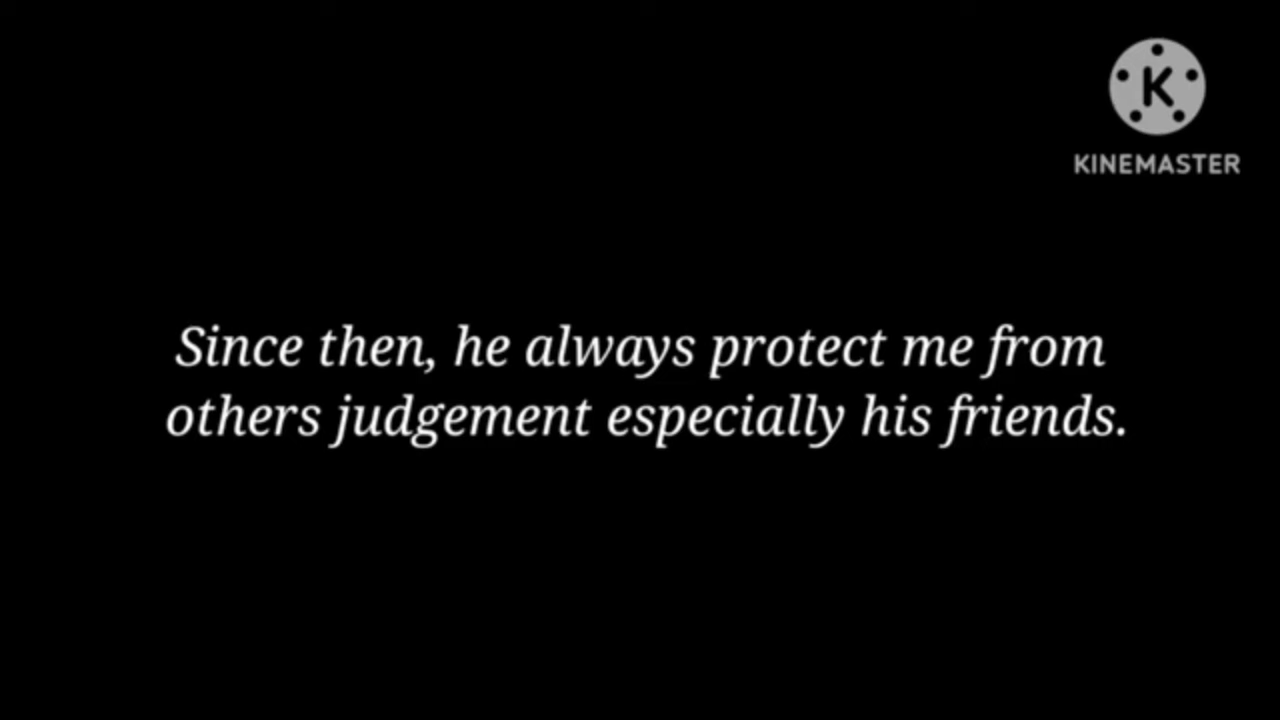 K
KINEMASTER
Since then, he always protect me from
others judgement especially his friends.